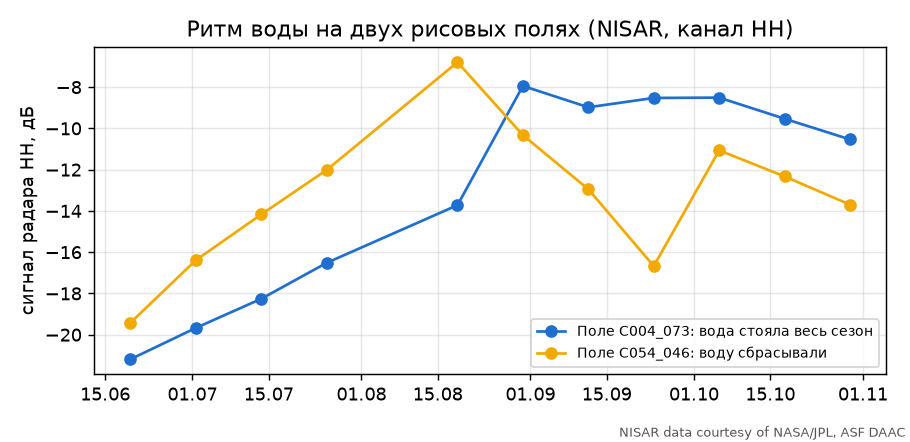 Ритм воды на двух рисовых полях (NISAR, канал HH)
сигнал радара HH, дБ
−8
−10
−12
−14
−16
−18
−20
Поле C004_073: вода стояла весь сезон
Поле C054_046: воду сбрасывали
15.06 01.07 15.07 01.08 15.08 01.09 15.09 01.10 15.10 01.11
NISAR data courtesy of NASA/JPL, ASF DAAC